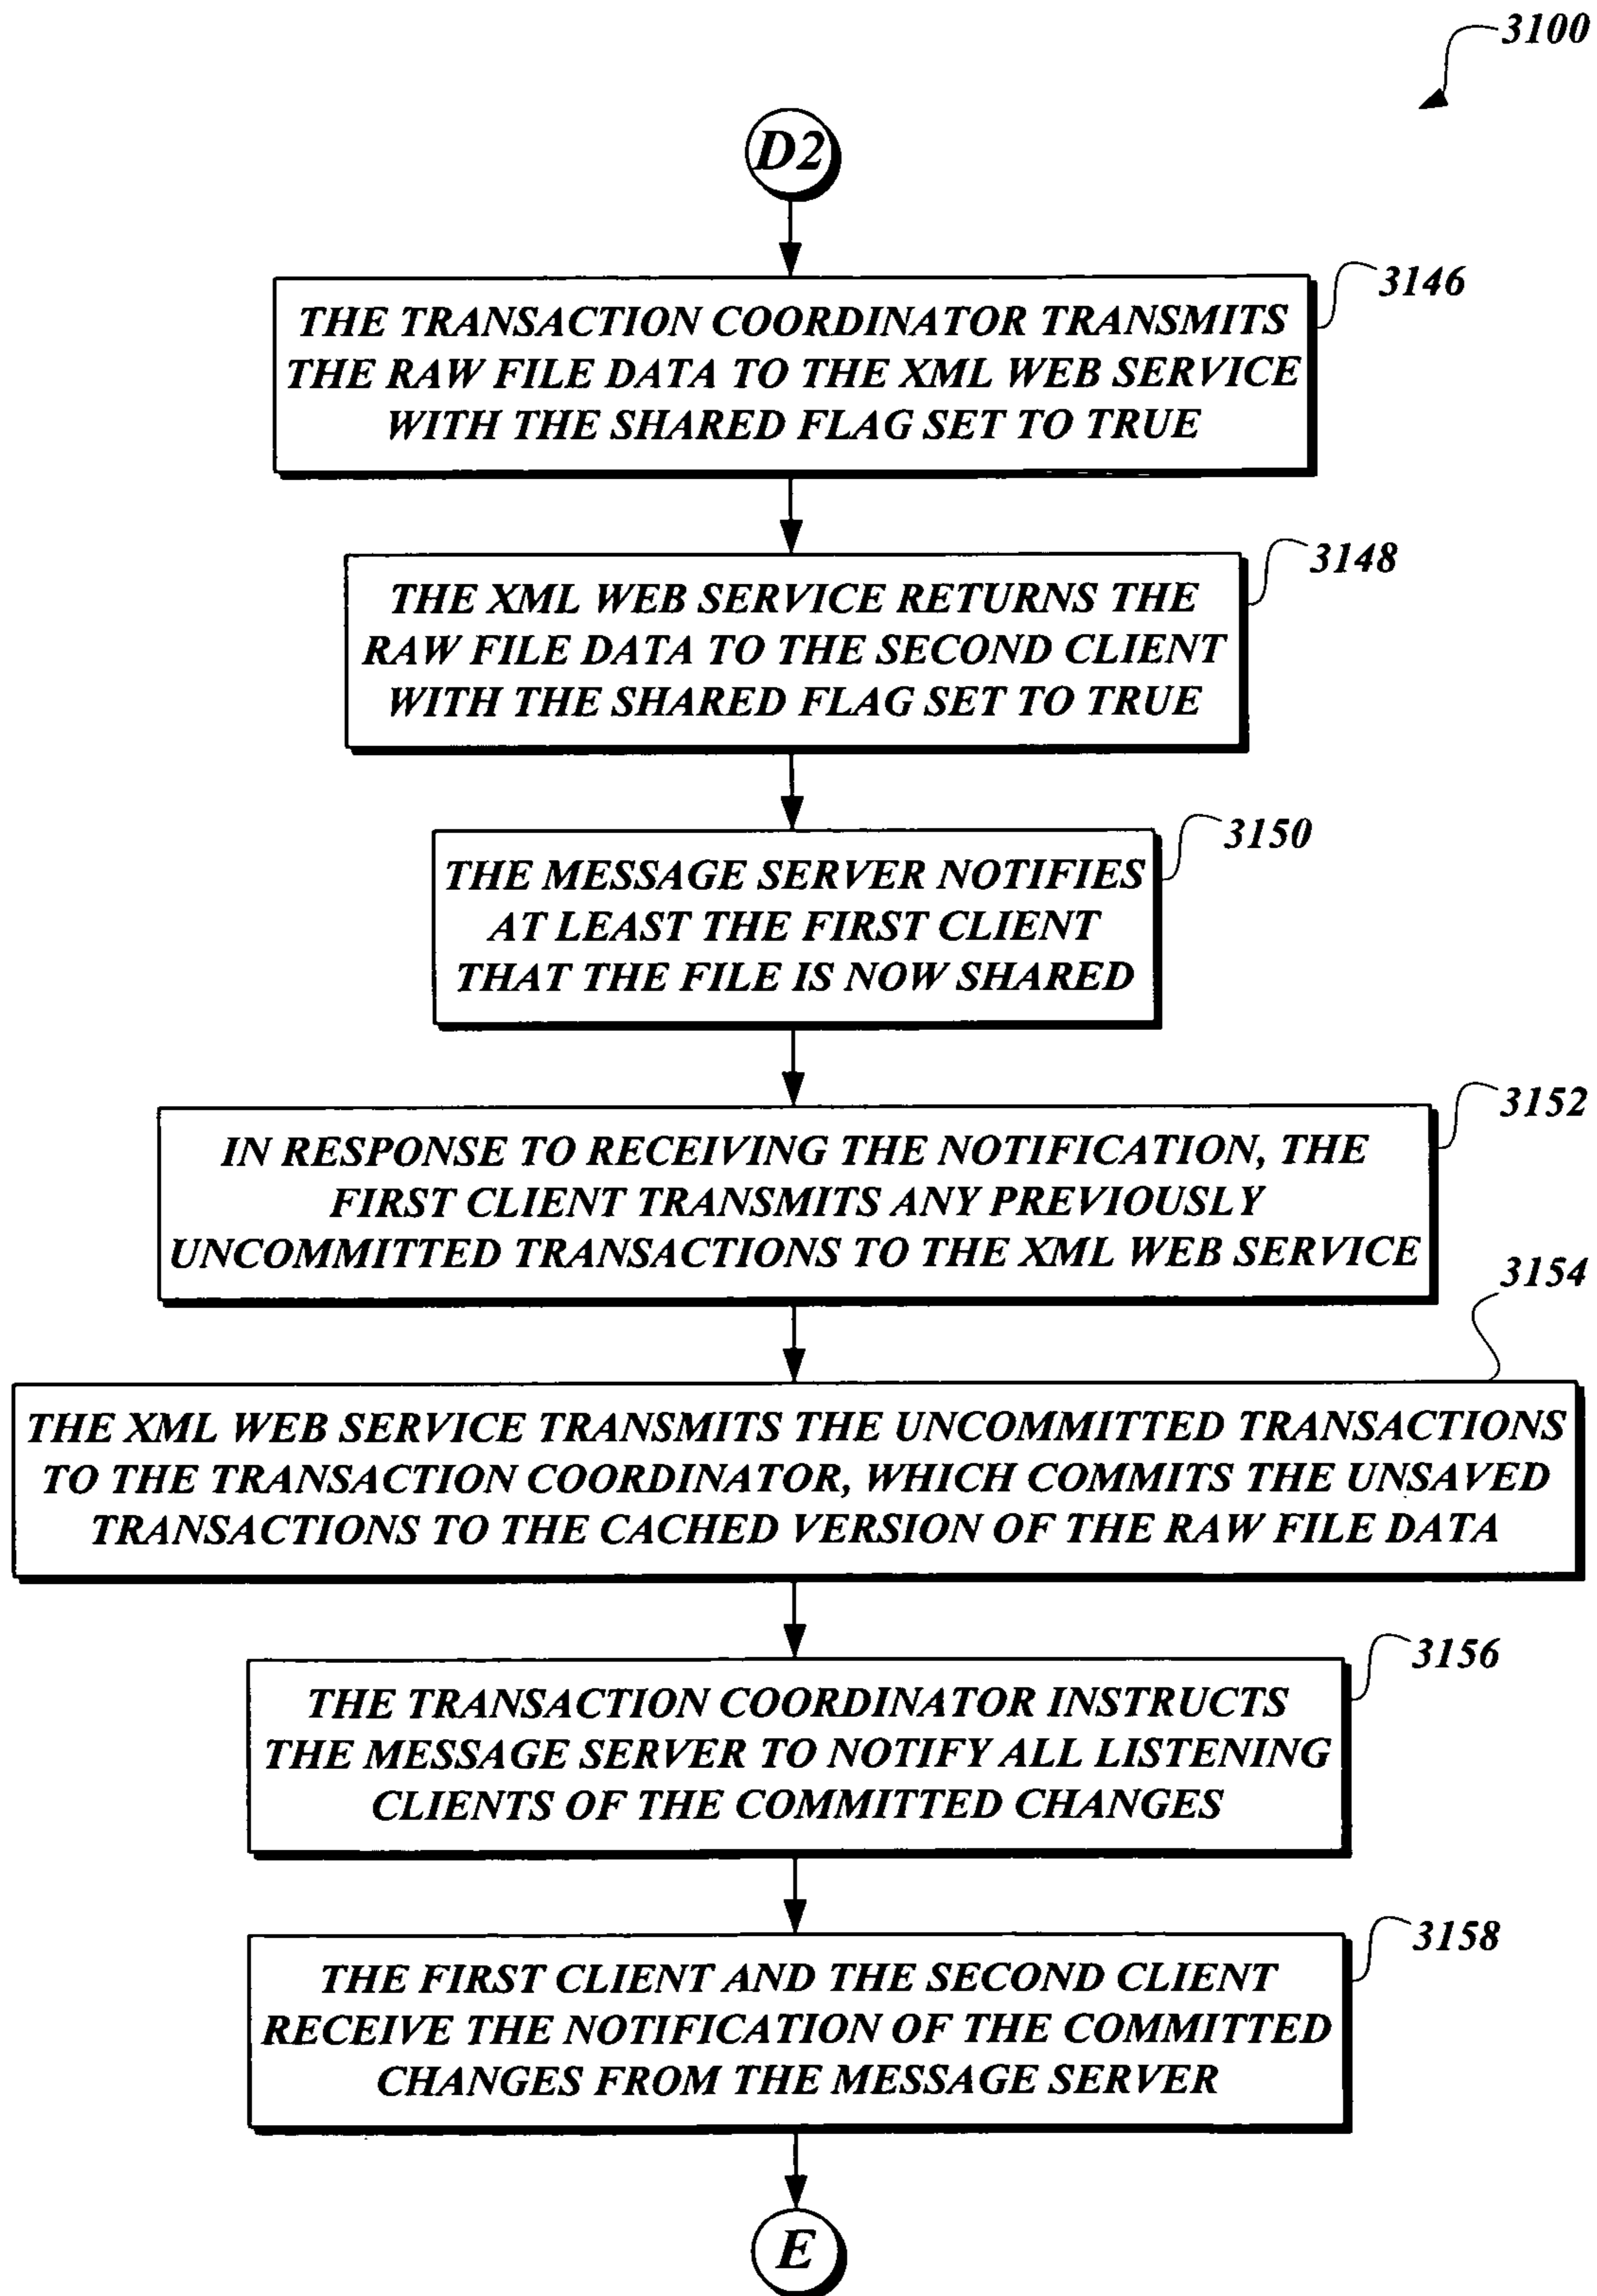 3100
D2
3146
THE TRANSACTION COORDINATOR TRANSMITS
THE RAW FILE DATA TO THE XML WEB SERVICE
WITH THE SHARED FLAG SET TO TRUE
3148
THE XML WEB SERVICE RETURNS THE
RAW FILE DATA TO THE SECOND CLIENT
WITH THE SHARED FLAG SET TO TRUE
3150
THE MESSAGE SERVER NOTIFIES
AT LEAST THE FIRST CLIENT
THAT THE FILE IS NOW SHARED
3152
IN RESPONSE TO RECEIVING THE NOTIFICATION, THE
FIRST CLIENT TRANSMITS ANY PREVIOUSLY
UNCOMMITTED TRANSACTIONS TO THE XML WEB SERVICE
3154
THE XML WEB SERVICE TRANSMITS THE UNCOMMITTED TRANSACTIONS
TO THE TRANSACTION COORDINATOR, WHICH COMMITS THE UNSAVED
TRANSACTIONS TO THE CACHED VERSION OF THE RAW FILE DATA
3156
THE TRANSACTION COORDINATOR INSTRUCTS
THE MESSAGE SERVER TO NOTIFY ALL LISTENING
CLIENTS OF THE COMMITTED CHANGES
3158
THE FIRST CLIENT AND THE SECOND CLIENT
RECEIVE THE NOTIFICATION OF THE COMMITTED
CHANGES FROM THE MESSAGE SERVER
E